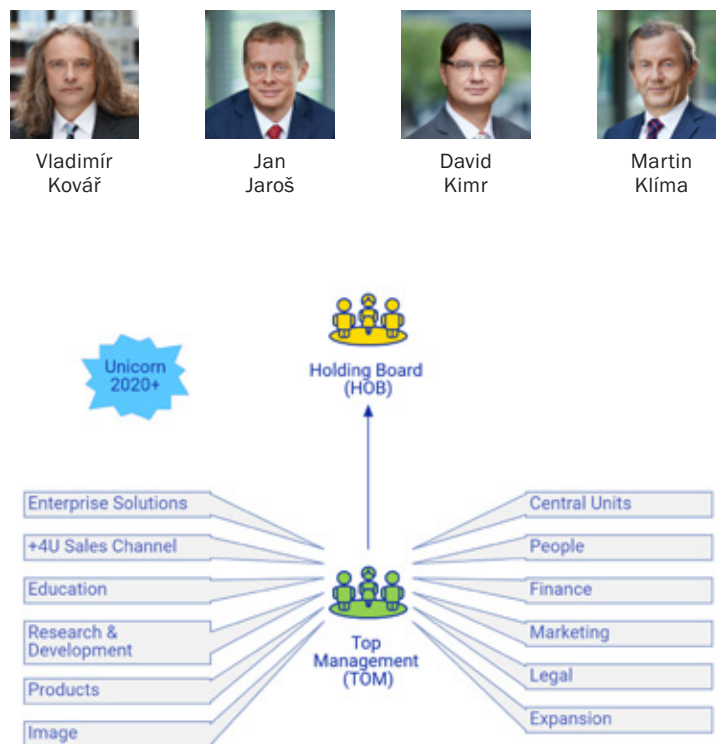 Vladimír
Kovář
Jan
Jaroš
David
Kimr
Martin
Klíma
Unicorn
2020+
Holding Board
(HOB)
Enterprise Solutions
+4U Sales Channel
Education
Research &
Development
Products
Image
Top
Management
(TOM)
Central Units
People
Finance
Marketing
Legal
Expansion